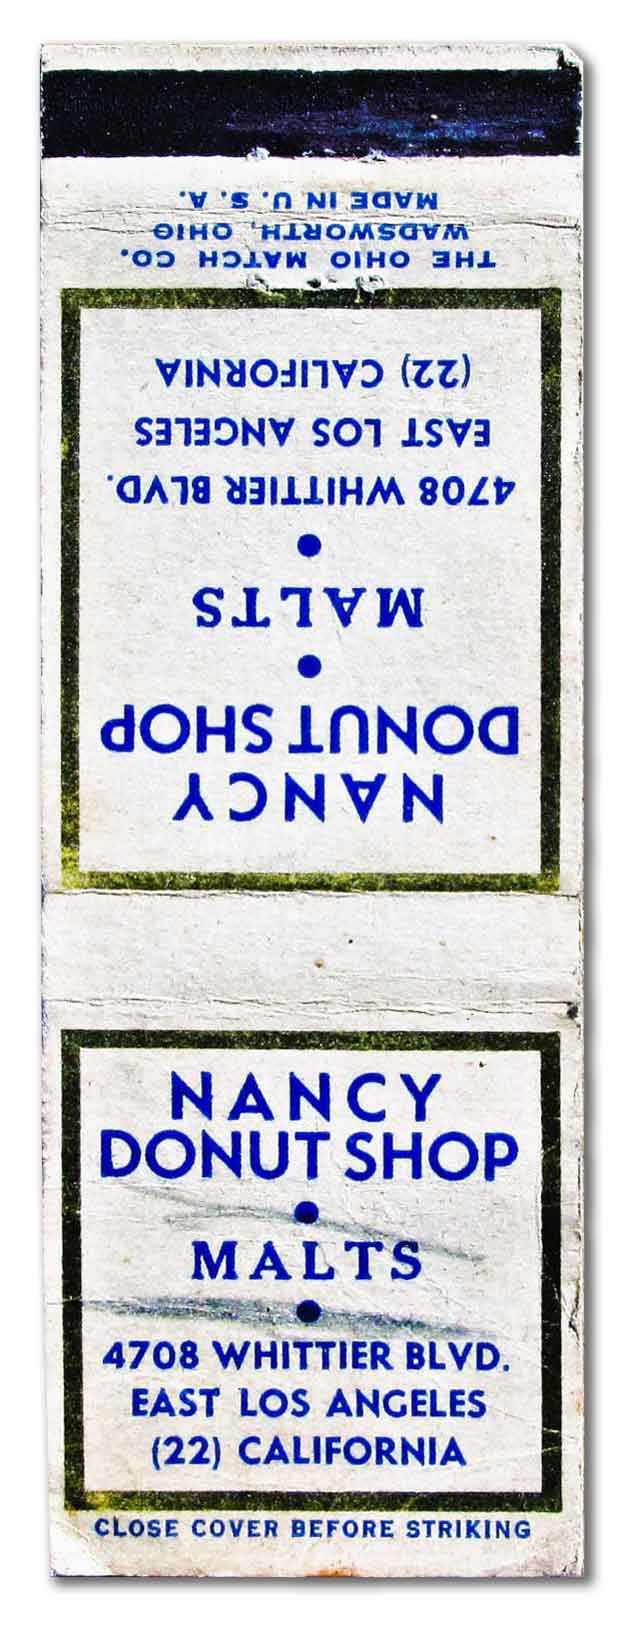 THE OHIO MATCH CO.
WADSWORTH, OHIO
MADE IN U. S. A.
NANCY
DONUT SHOP
MALTS
4708 WHITTIER BLVD.
EAST LOS ANGELES
(22) CALIFORNIA
NANCY
DONUT SHOP
MALTS
4708 WHITTIER BLVD.
EAST LOS ANGELES
(22) CALIFORNIA
CLOSE COVER BEFORE STRIKING